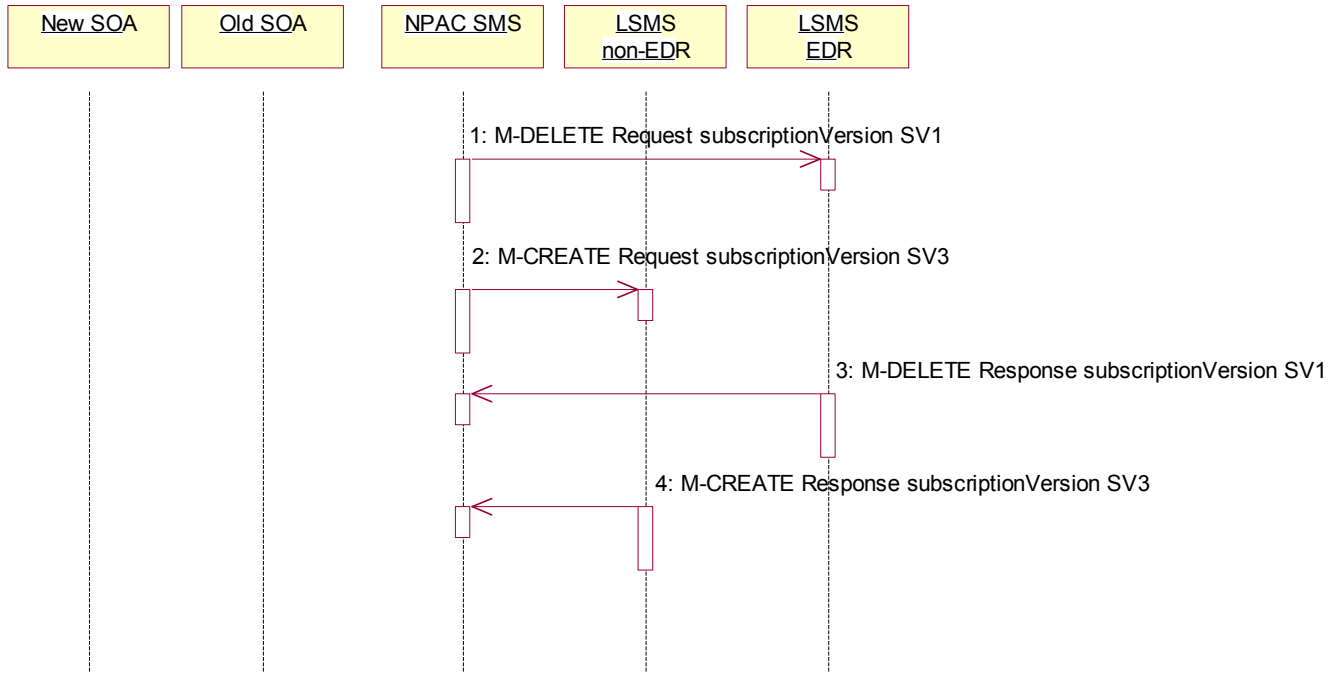 New SOA
Old SOA
NPAC SMS
LSMS
non-EDR
LSMS
EDR
1: M-DELETE Request subscriptionVersion SV1
2: M-CREATE Request subscriptionVersion SV3
3: M-DELETE Response subscriptionVersion SV1
4: M-CREATE Response subscriptionVersion SV3